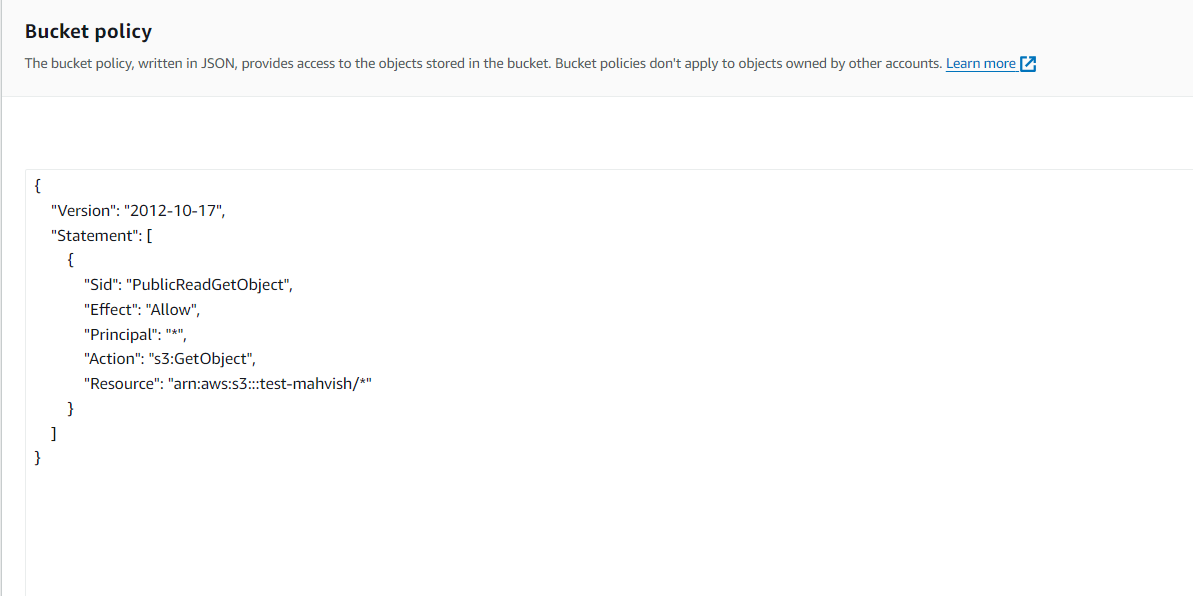 Bucket policy
The bucket policy, written in JSON, provides access to the objects stored in the bucket. Bucket policies don't apply to objects owned by other accounts. Learn more
{
"Version": "2012-10-17",
"Statement": [
{
"Sid": "PublicReadGetObject",
"Effect": "Allow",
"Principal": "*",
"Action": "s3:GetObject",
"Resource": "arn:aws:s3:::test-mahvish/*"
}
]
}